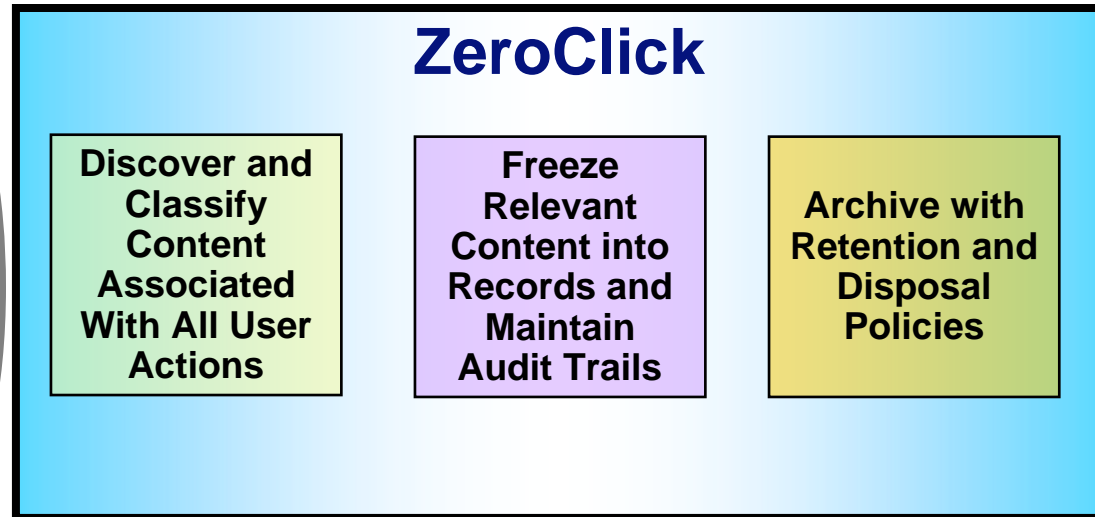 ZeroClick
Discover and
Classify
Content
Associated
With All User
Actions
Freeze
Relevant
Content into
Records and
Maintain
Audit Trails
Archive with
Retention and
Disposal
Policies